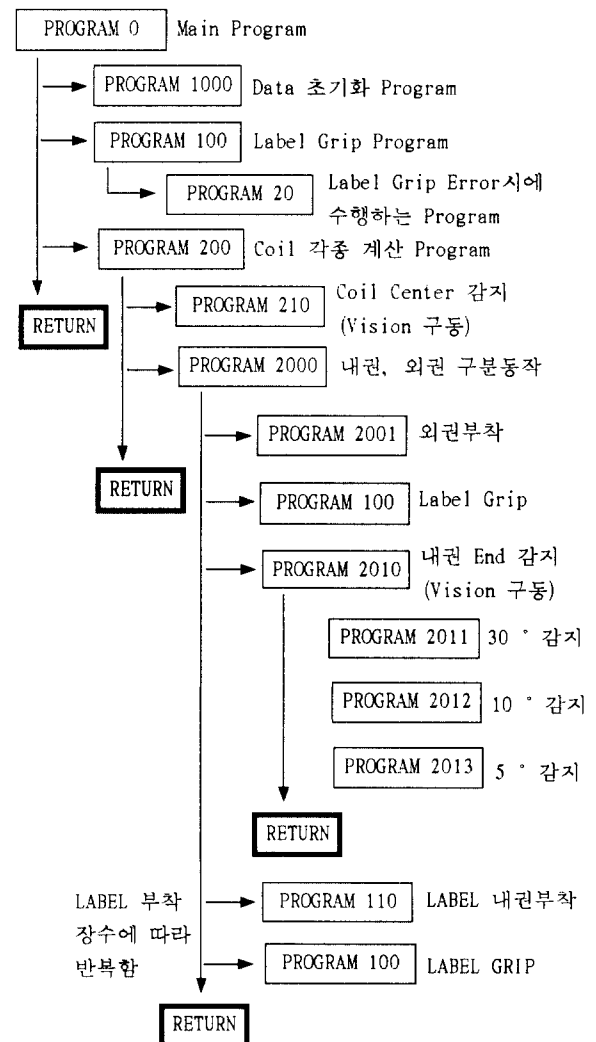 PROGRAM 0 Main Program
PROGRAM 1000 Data 초기화 Program
PROGRAM 100 Label Grip Program
PROGRAM 20 Label Grip Error시에
수행하는 Program
PROGRAM 200 Coil 각종 계산 Program
PROGRAM 210 Coil Center 감지
(Vision 구동)
RETURN
PROGRAM 2000 내권, 외권 구분동작
PROGRAM 2001 외권부착
RETURN
PROGRAM 100 Label Grip
PROGRAM 2010 내권 End 감지
(Vision 구동)
PROGRAM 2011 30 ° 감지
PROGRAM 2012 10 ° 감지
PROGRAM 2013 5 ° 감지
RETURN
LABEL 부착
장수에 따라
반복함
PROGRAM 110 LABEL 내권부착
PROGRAM 100 LABEL GRIP
RETURN